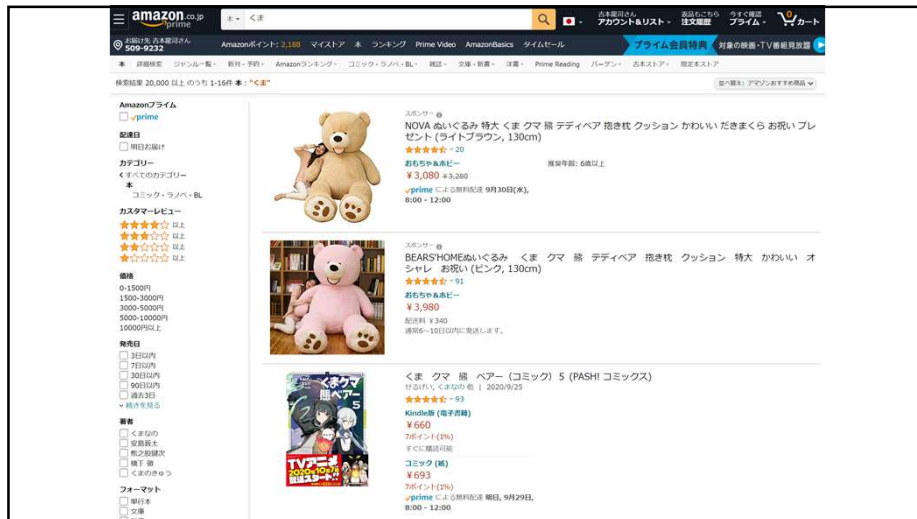 amazon.co.jp
prime
本
くま
吉本龍司さん
アカウント&リスト
返品もこちら
注文履歴
今すぐ確認
プライム
0
カート
お届け先 吉本龍司さん
509-9232
Amazonポイント: 2,188 マイストア 本 ランキング Prime Video AmazonBasics タイムセール
プライム会員特典 対象の映画・TV番組見放題
本 詳細検索 ジャンル一覧 新刊・予約 Amazonランキング コミック・ラノベ・BL 雑誌 文庫・新書 洋書 Prime Reading バーゲン 古本ストア 限定本ストア
検索結果 20,000 以上 のうち 1-16件 本 : "くま"
並べ替え: アマゾンおすすめ商品
Amazonプライム
prime
配達日
明日お届け
カテゴリー
< すべてのカテゴリー
本
コミック・ラノベ・BL
カスタマーレビュー
以上
以上
以上
以上
価格
0-1500円
1500-3000円
3000-5000円
5000-10000円
10000円以上
発売日
3日以内
7日以内
30日以内
90日以内
過去3日
続きを見る
著者
くまなの
安島薮太
熊之股鍵次
橋下 徹
くまのきゅう
フォーマット
単行本
文庫
スポンサー
NOVA ぬいぐるみ 特大 くま クマ 熊 テディベア 抱き枕 クッション かわいい だきまくら お祝い プレ
ゼント (ライトブラウン, 130cm)
20
おもちゃ&ホビー
推奨年齢: 6歳以上
¥3,080 ¥3,280
prime による無料配達 9月30日(水),
8:00 - 12:00
スポンサー
BEARS'HOMEぬいぐるみ くま クマ 熊 テディベア 抱き枕 クッション 特大 かわいい オ
シャレ お祝い (ピンク, 130cm)
91
おもちゃ&ホビー
¥3,980
配送料 ¥340
通常6~10日以内に発送します。
くまクマ
熊ベアー
5
TVアニメ
2020年10月7日
放送スタート!!
くま クマ 熊 ベアー (コミック) 5 (PASH! コミックス)
せるげい, くまなの 他 | 2020/9/25
93
Kindle版 (電子書籍)
¥660
7ポイント(1%)
すぐに購読可能
コミック (紙)
¥693
7ポイント(1%)
prime による無料配達 明日, 9月29日,
8:00 - 12:00